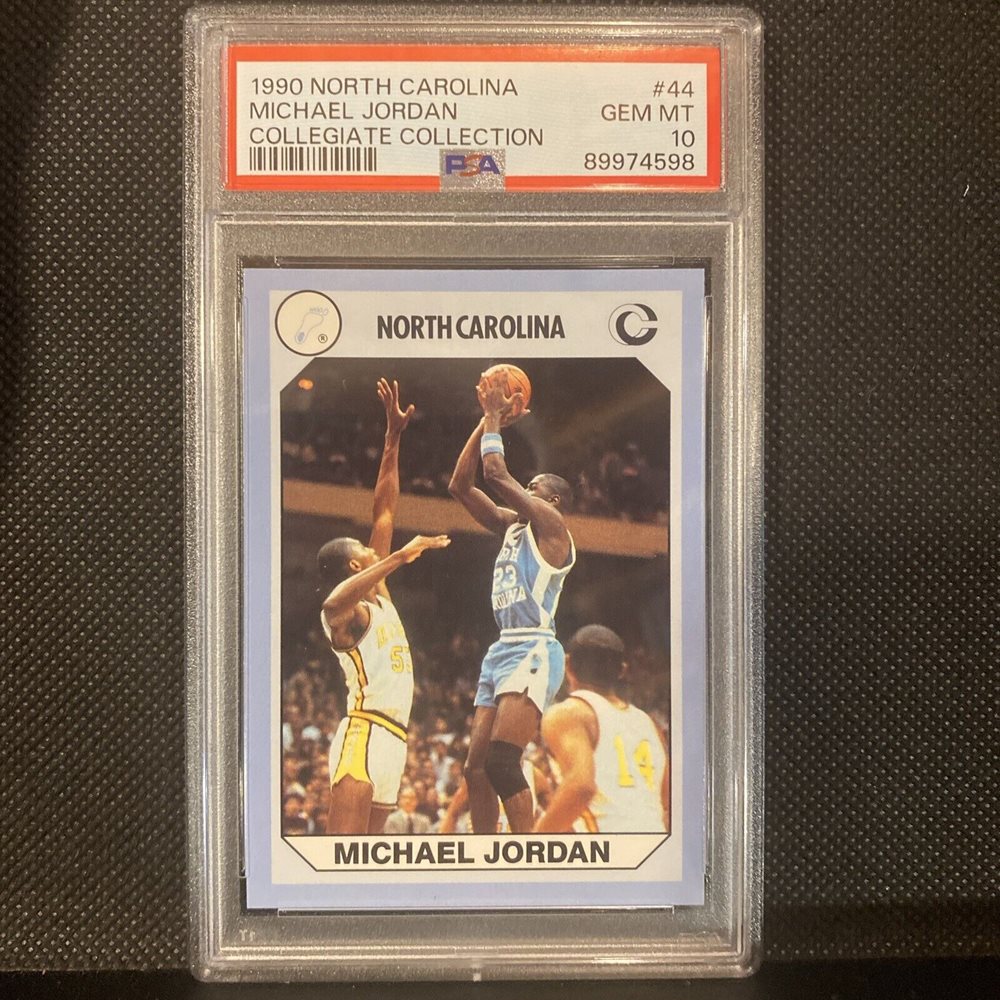 1990 NORTH CAROLINA #44
MICHAEL JORDAN GEM MT
COLLEGIATE COLLECTION 10
PSA 89974598
NORTH CAROLINA
®
23
5
14
MICHAEL JORDAN